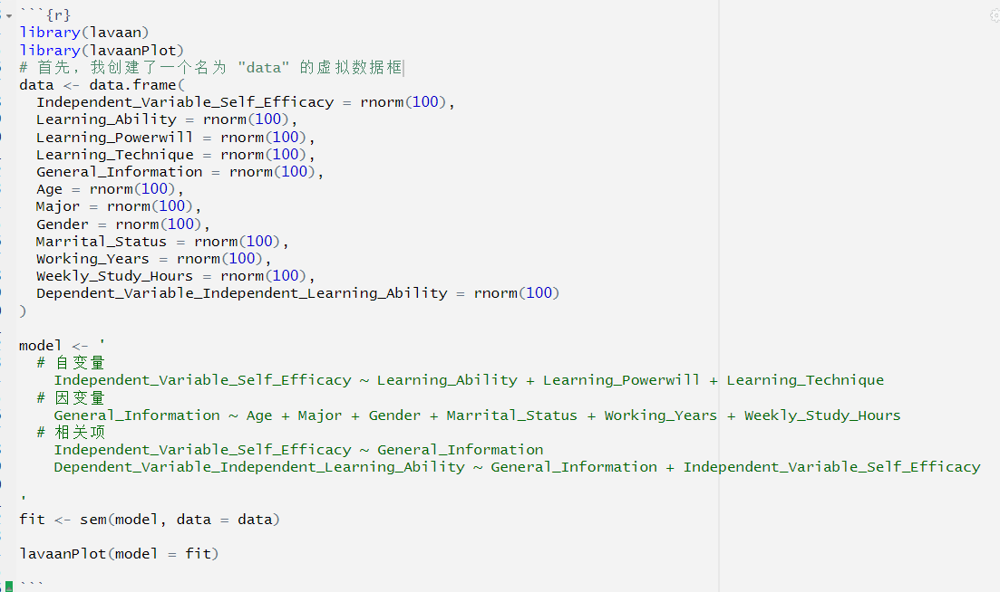 ```{r}
library(lavaan)
library(lavaanPlot)
# 首先，我创建了一个名为 "data" 的虚拟数据框
data <- data.frame(
  Independent_Variable_Self_Efficacy = rnorm(100),
  Learning_Ability = rnorm(100),
  Learning_Powerwill = rnorm(100),
  Learning_Technique = rnorm(100),
  General_Information = rnorm(100),
  Age = rnorm(100),
  Major = rnorm(100),
  Gender = rnorm(100),
  Marrital_Status = rnorm(100),
  Working_Years = rnorm(100),
  Weekly_Study_Hours = rnorm(100),
  Dependent_Variable_Independent_Learning_Ability = rnorm(100)
)
model <- '
  # 自变量
    Independent_Variable_Self_Efficacy ~ Learning_Ability + Learning_Powerwill + Learning_Technique
  # 因变量
    General_Information ~ Age + Major + Gender + Marrital_Status + Working_Years + Weekly_Study_Hours
  # 相关项
    Independent_Variable_Self_Efficacy ~ General_Information
    Dependent_Variable_Independent_Learning_Ability ~ General_Information + Independent_Variable_Self_Efficacy
'
fit <- sem(model, data = data)
lavaanPlot(model = fit)
```